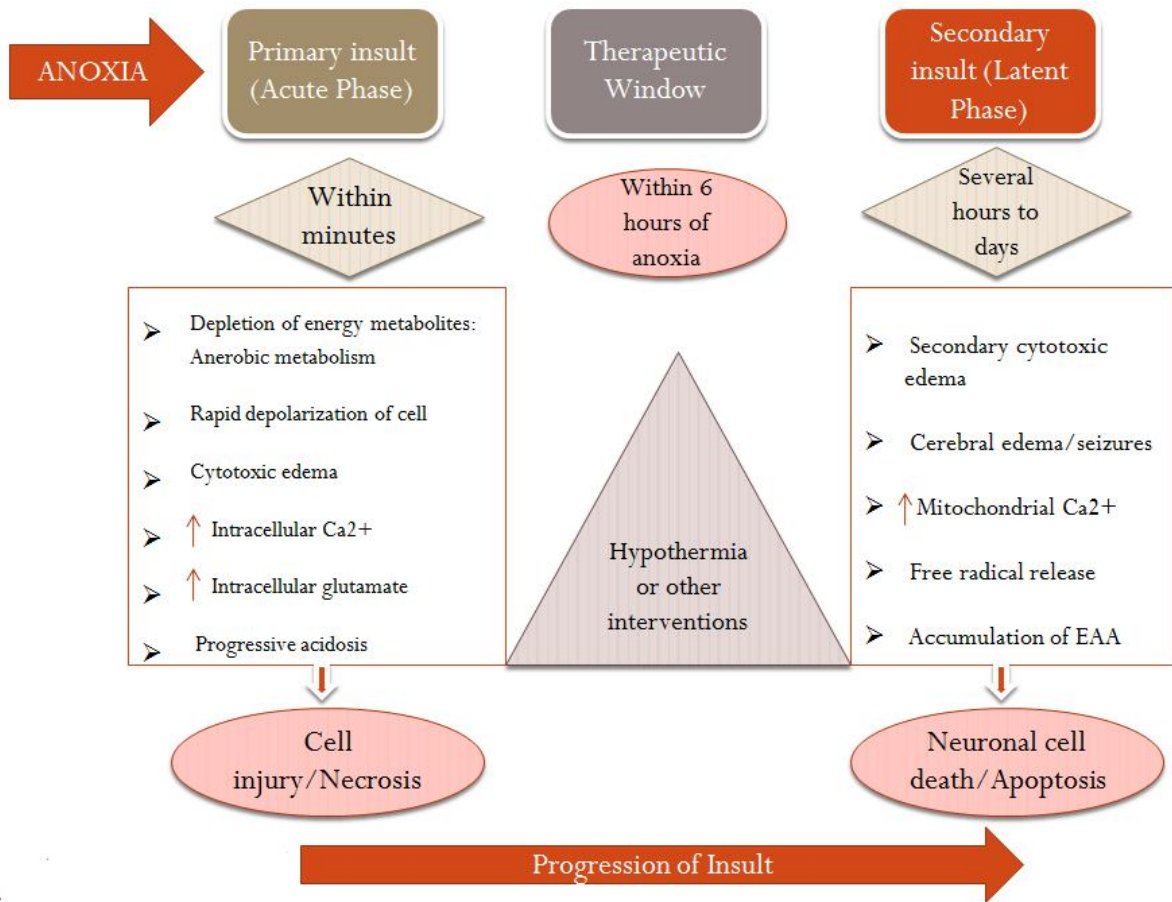 ANOXIA
Primary insult
(Acute Phase)
Therapeutic
Window
Secondary
insult (Latent
Phase)
Within
minutes
Within 6
hours of
anoxia
Several
hours to
days
Depletion of energy metabolites:
Anerobic metabolism
Rapid depolarization of cell
Cytotoxic edema
↑ Intracellular Ca2+
↑ Intracellular glutamate
Progressive acidosis
Hypothermia
or other
interventions
Secondary cytotoxic
edema
Cerebral edema/seizures
↑ Mitochondrial Ca2+
Free radical release
Accumulation of EAA
Cell
injury/Necrosis
Neuronal cell
death/Apoptosis
Progression of Insult